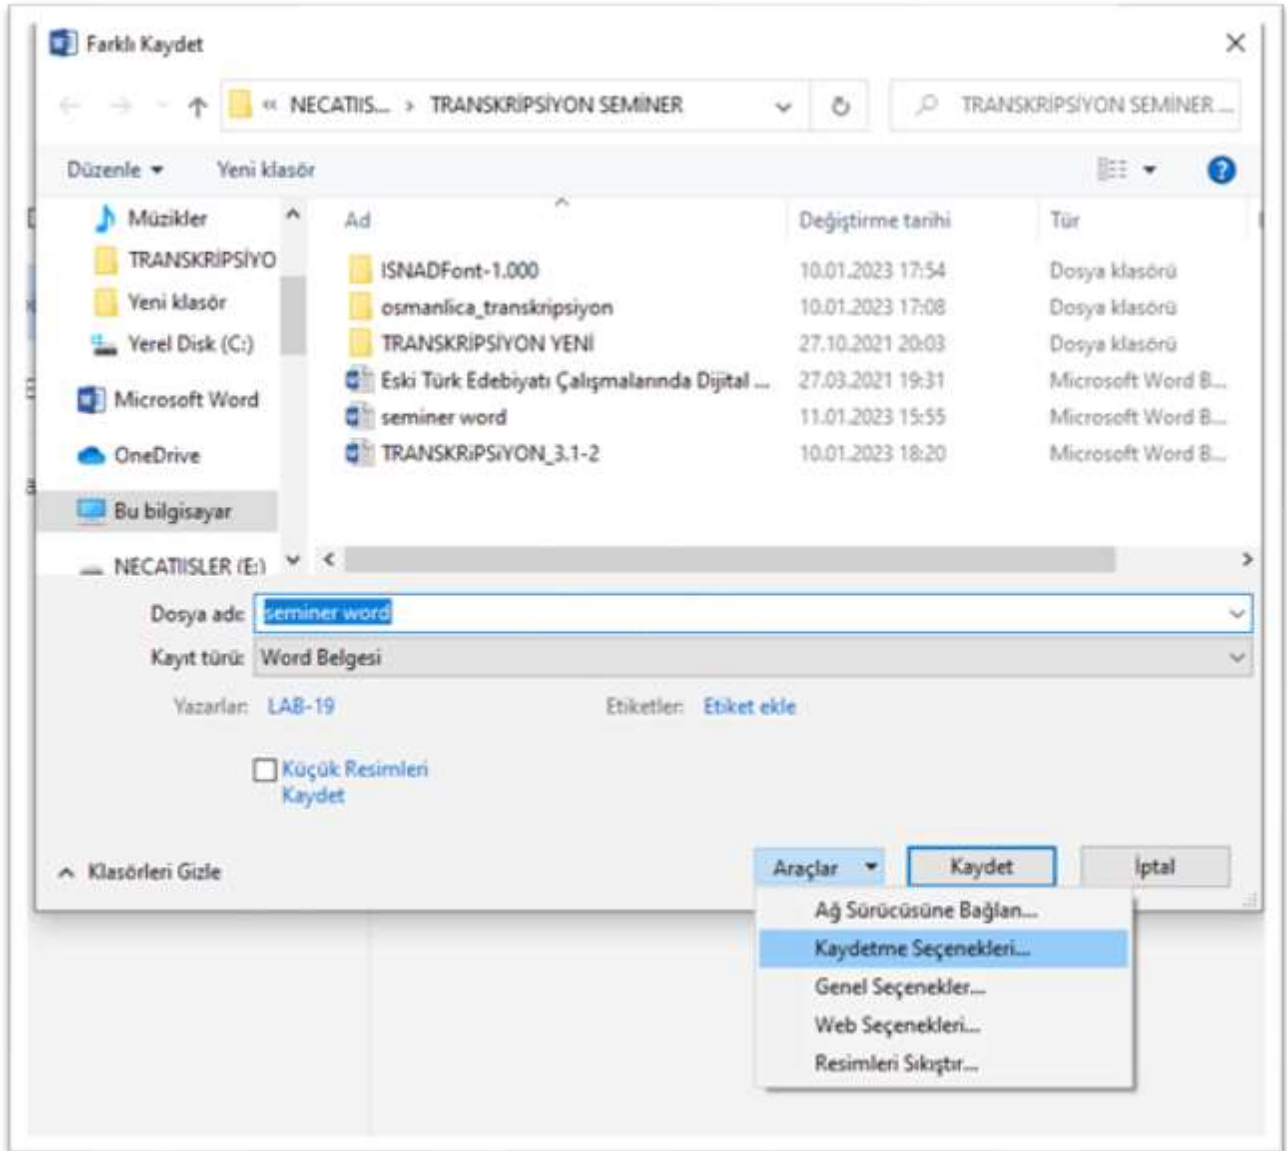 Farklı Kaydet
« NECATIIS... > TRANSKRİPSİYON SEMİNER
TRANSKRİPSİYON SEMİNER ...
Düzenle
Yeni klasör
Müzikler
TRANSKRİPSİYO
Yeni klasör
Yerel Disk (C:)
Microsoft Word
OneDrive
Bu bilgisayar
NECATIISLER (E:)
Ad Değiştirme tarihi Tür
ISNADFont-1.000 10.01.2023 17:54 Dosya klasörü
osmanlica_transkripsiyon 10.01.2023 17:08 Dosya klasörü
TRANSKRİPSİYON YENİ 27.10.2021 20:03 Dosya klasörü
Eski Türk Edebiyatı Çalışmalarında Dijital ... 27.03.2021 19:31 Microsoft Word B...
seminer word 11.01.2023 15:55 Microsoft Word B...
TRANSKRiPSiYON_3.1-2 10.01.2023 18:20 Microsoft Word B...
Dosya adı: seminer word
Kayıt türü: Word Belgesi
Yazarlar: LAB-19
Etiketler: Etiket ekle
Küçük Resimleri
Kaydet
Klasörleri Gizle
Araçlar
Kaydet
İptal
Ağ Sürücüsüne Bağlan...
Kaydetme Seçenekleri...
Genel Seçenekler...
Web Seçenekleri...
Resimleri Sıkıştır...